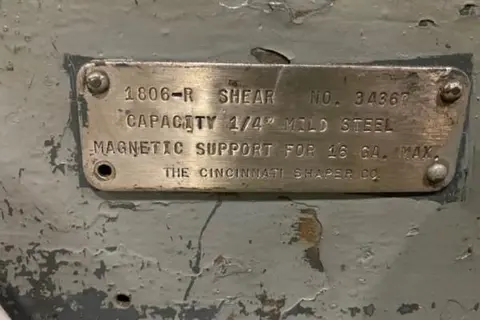 1806-R SHEAR NO. 34367
CAPACITY 1/4" MILD STEEL
MAGNETIC SUPPORT FOR 16 GA. MAX.
THE CINCINNATI SHAPER CO.